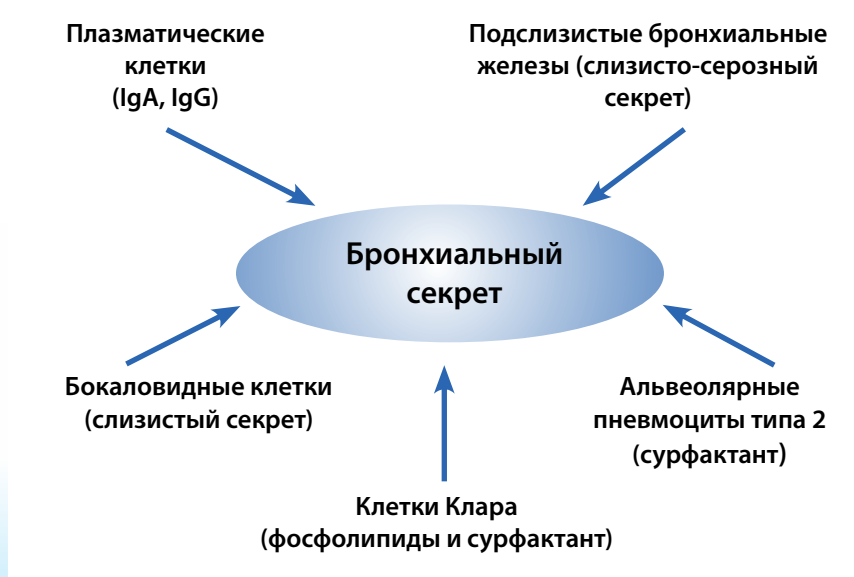 Плазматические
клетки
(IgA, IgG)
Подслизистые бронхиальные
железы (слизисто-серозный
секрет)
Бронхиальный
секрет
Бокаловидные клетки
(слизистый секрет)
Альвеолярные
пневмоциты типа 2
(сурфактант)
Клетки Клара
(фосфолипиды и сурфактант)